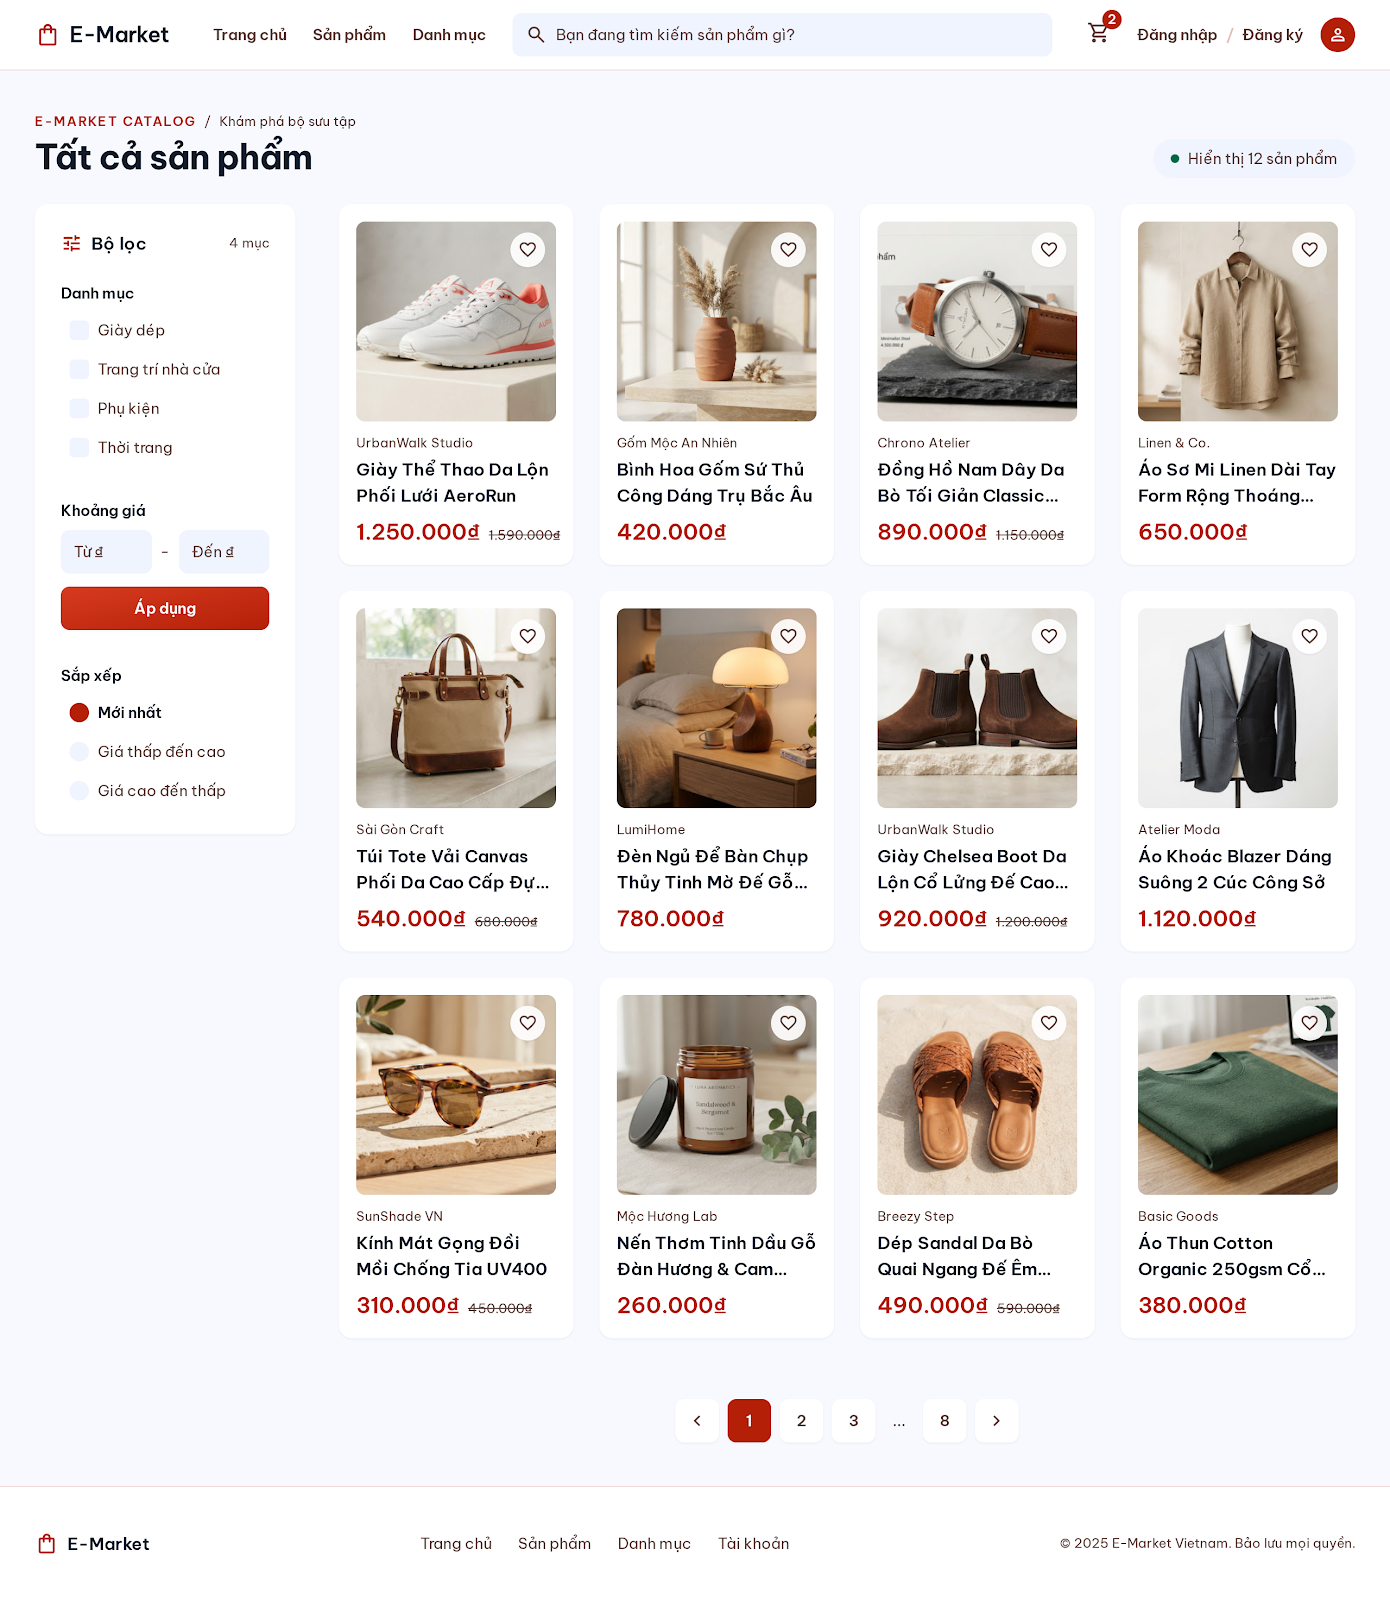 E-Market
Trang chủ
Sản phẩm
Danh mục
Bạn đang tìm kiếm sản phẩm gì?
2
Đăng nhập / Đăng ký
E-MARKET CATALOG / Khám phá bộ sưu tập
Tất cả sản phẩm
Hiển thị 12 sản phẩm
Bộ lọc
4 mục
Danh mục
Giày dép
Trang trí nhà cửa
Phụ kiện
Thời trang
Khoảng giá
Từ ₫ - Đến ₫
Áp dụng
Sắp xếp
Mới nhất
Giá thấp đến cao
Giá cao đến thấp
UrbanWalk Studio
Giày Thể Thao Da Lộn
Phối Lưới AeroRun
1.250.000₫ 1.590.000₫
Gốm Mộc An Nhiên
Bình Hoa Gốm Sứ Thủ
Công Dáng Trụ Bắc Âu
420.000₫
Chrono Atelier
Đồng Hồ Nam Dây Da
Bò Tối Giản Classic...
890.000₫ 1.150.000₫
Linen & Co.
Áo Sơ Mi Linen Dài Tay
Form Rộng Thoáng...
650.000₫
Sài Gòn Craft
Túi Tote Vải Canvas
Phối Da Cao Cấp Đự...
540.000₫ 680.000₫
LumiHome
Đèn Ngủ Để Bàn Chụp
Thủy Tinh Mờ Đế Gỗ...
780.000₫
UrbanWalk Studio
Giày Chelsea Boot Da
Lộn Cổ Lửng Đế Cao...
920.000₫ 1.200.000₫
Atelier Moda
Áo Khoác Blazer Dáng
Suông 2 Cúc Công Sở
1.120.000₫
SunShade VN
Kính Mát Gọng Đồi
Mồi Chống Tia UV400
310.000₫ 450.000₫
Sandalwood &
Bergamot
Mộc Hương Lab
Nến Thơm Tinh Dầu Gỗ
Đàn Hương & Cam...
260.000₫
Breezy Step
Dép Sandal Da Bò
Quai Ngang Đế Êm...
490.000₫ 590.000₫
Basic Goods
Áo Thun Cotton
Organic 250gsm Cổ...
380.000₫
1 2 3 ... 8
E-Market
Trang chủ
Sản phẩm
Danh mục
Tài khoản
© 2025 E-Market Vietnam. Bảo lưu mọi quyền.